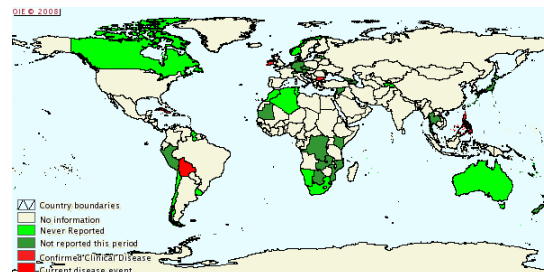 OIE © 2008
Country boundaries
No information
Never Reported
Not reported this period
Confirmed Clinical Disease
Current disease event